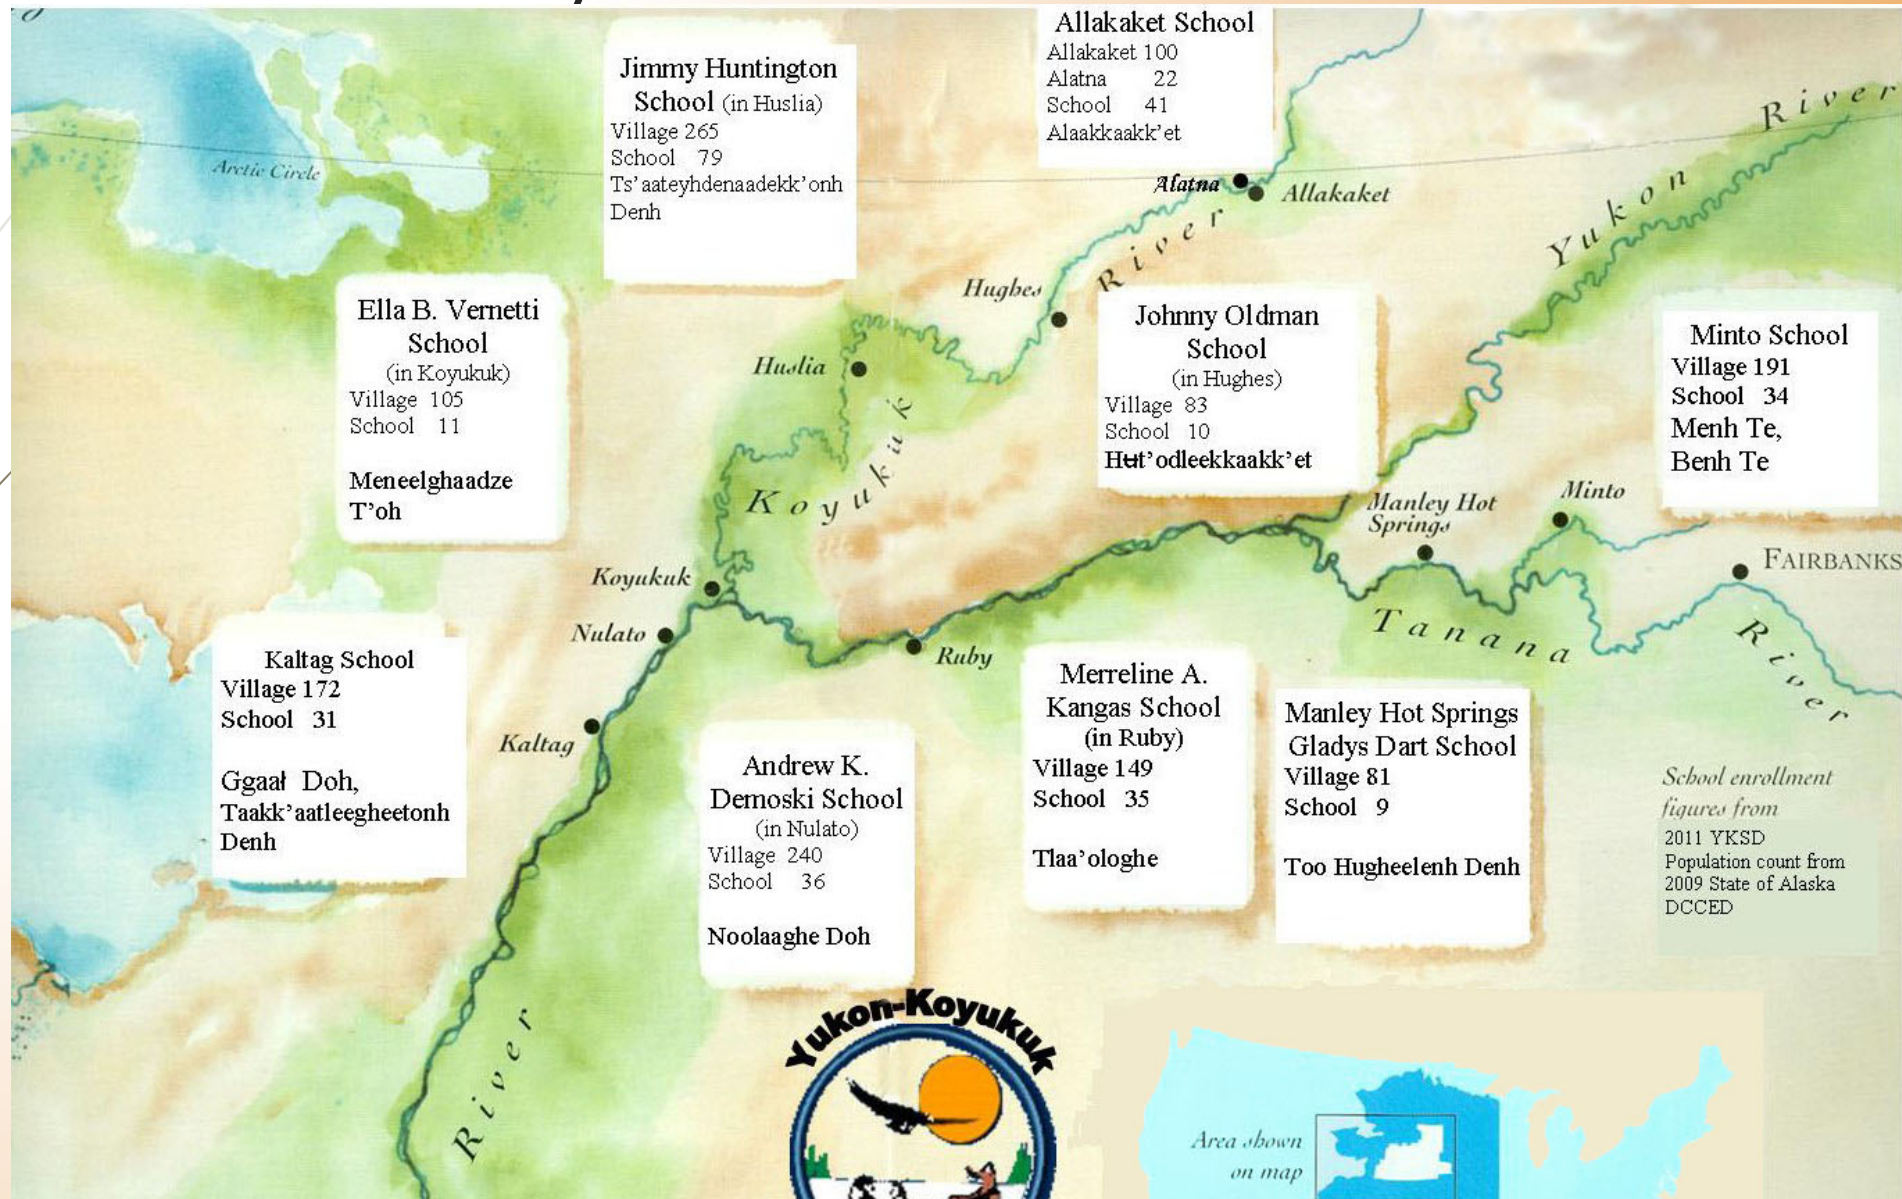 Allakaket School
Allakaket 100
Alatna 22
School 41
Alaakkaakk’et
Jimmy Huntington
School (in Huslia)
Village 265
School 79
Ts’aateyhdenaadekk’onh
Denh
Arctic Circle
Yukon River
Alatna
Allakaket
Hughes
River
Ella B. Vernetti
School
(in Koyukuk)
Village 105
School 11
Meneelghaadze
T’oh
Huslia
Koyukuk
Johnny Oldman
School
(in Hughes)
Village 83
School 10
Hʉt’odleekkaakk’et
Minto School
Village 191
School 34
Menh Te,
Benh Te
Manley Hot
Springs
Minto
FAIRBANKS
Koyukuk
Nulato
Ruby
Tanana
River
Kaltag School
Village 172
School 31
Ggaał Doh,
Taakk’aatleegheetonh
Denh
Kaltag
Andrew K.
Demoski School
(in Nulato)
Village 240
School 36
Noolaaghe Doh
Merreline A.
Kangas School
(in Ruby)
Village 149
School 35
Tlaa’ologhe
Manley Hot Springs
Gladys Dart School
Village 81
School 9
Too Hugheelenh Denh
School enrollment
figures from
2011 YKSD
Population count from
2009 State of Alaska
DCCED
River
Yukon-Koyukuk
Area shown
on map